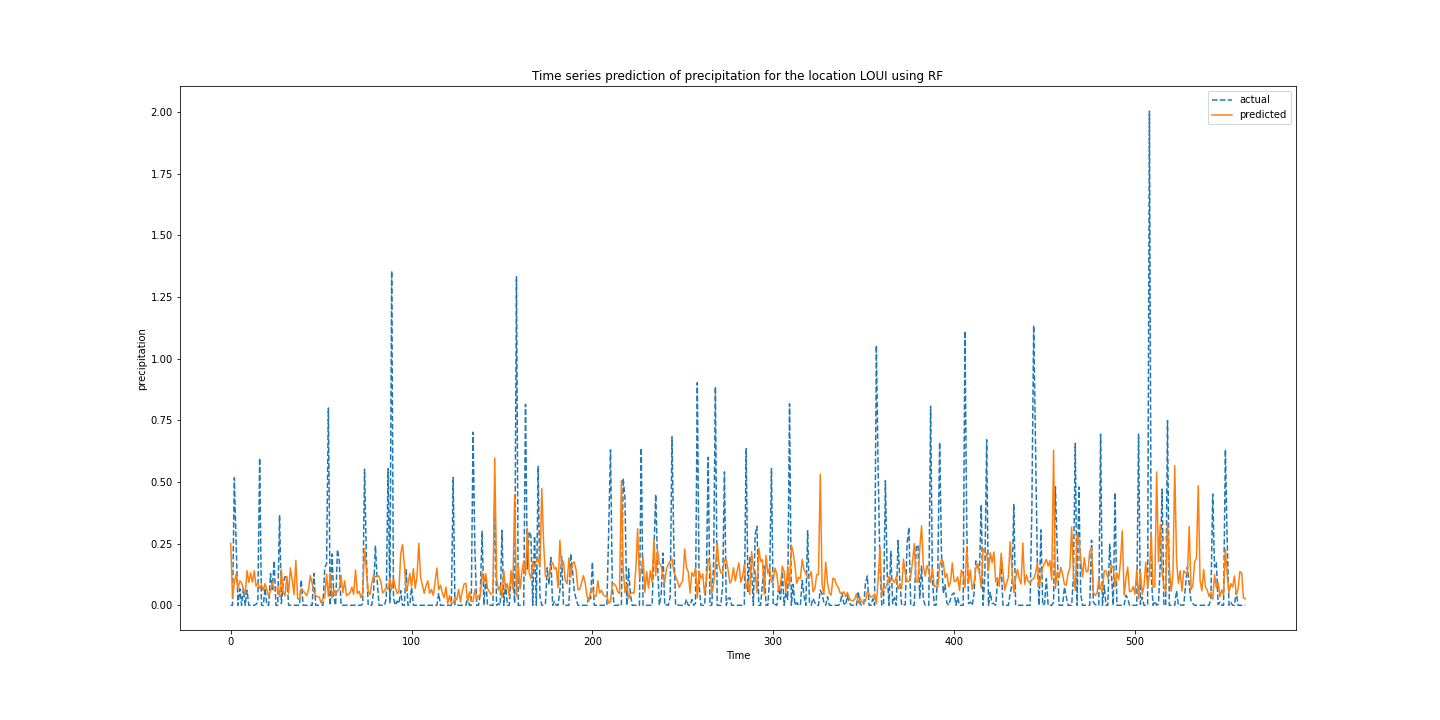 Time series prediction of precipitation for the location LOUI using RF
actual
predicted
2.00
1.75
1.50
1.25
1.00
0.75
0.50
0.25
0.00
precipitation
0 100 200 300 400 500
Time